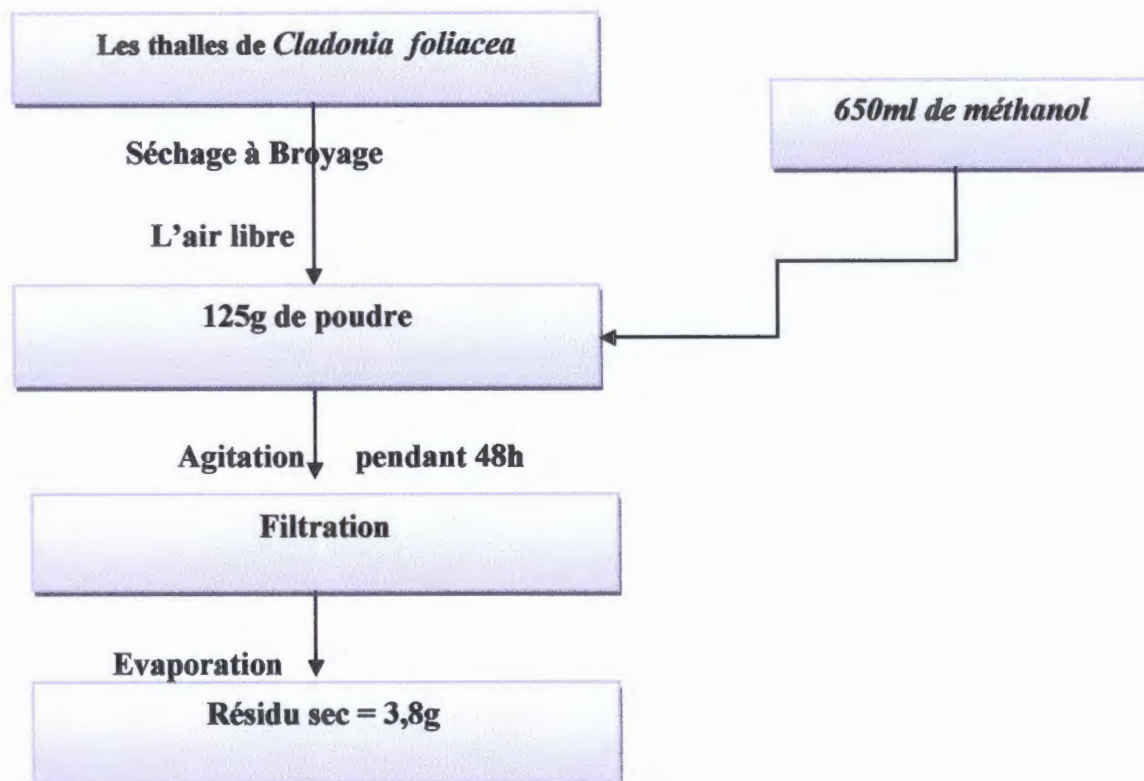 Les thalles de Cladonia foliacea
650ml de méthanol
Séchage à Broyage
L'air libre
125g de poudre
Agitation pendant 48h
Filtration
Evaporation
Résidu sec = 3,8g